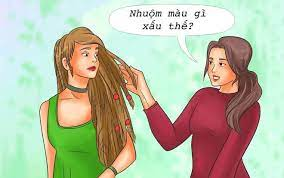 Nhuộm màu gì
xấu thế?